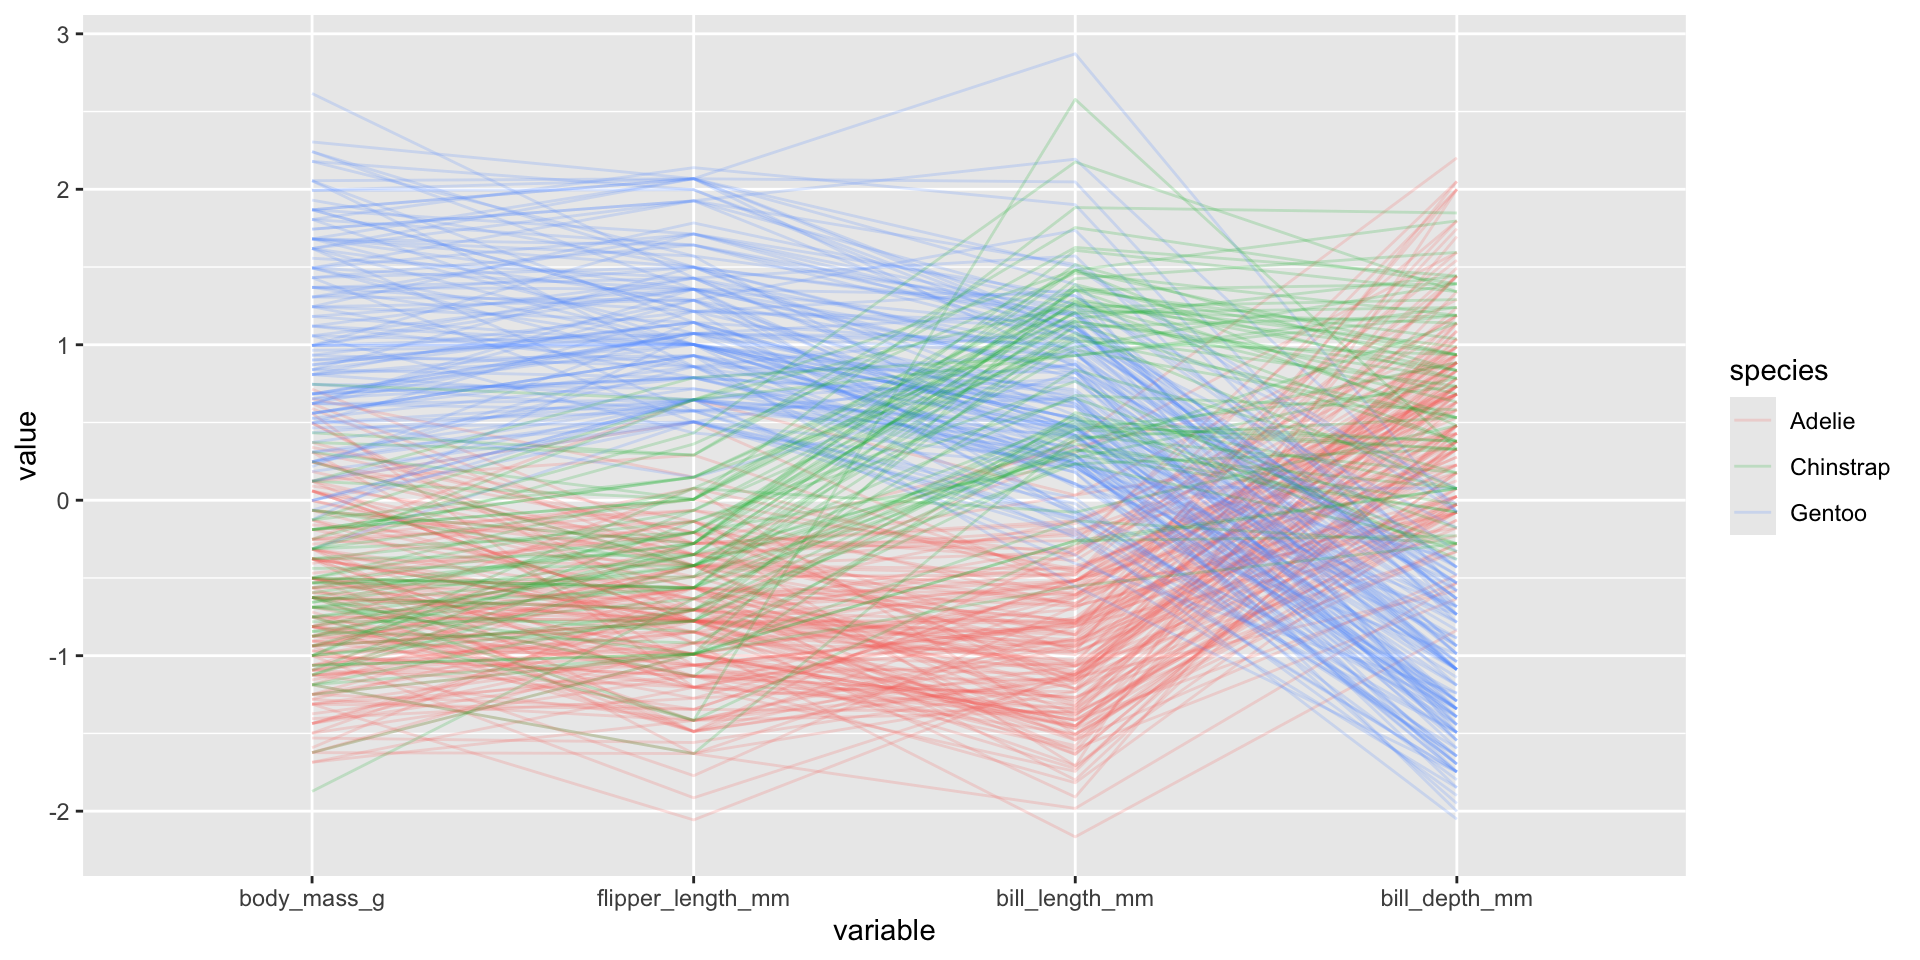 3
2
1
0
-1
-2
value
body_mass_g
flipper_length_mm
bill_length_mm
bill_depth_mm
variable
species
Adelie
Chinstrap
Gentoo